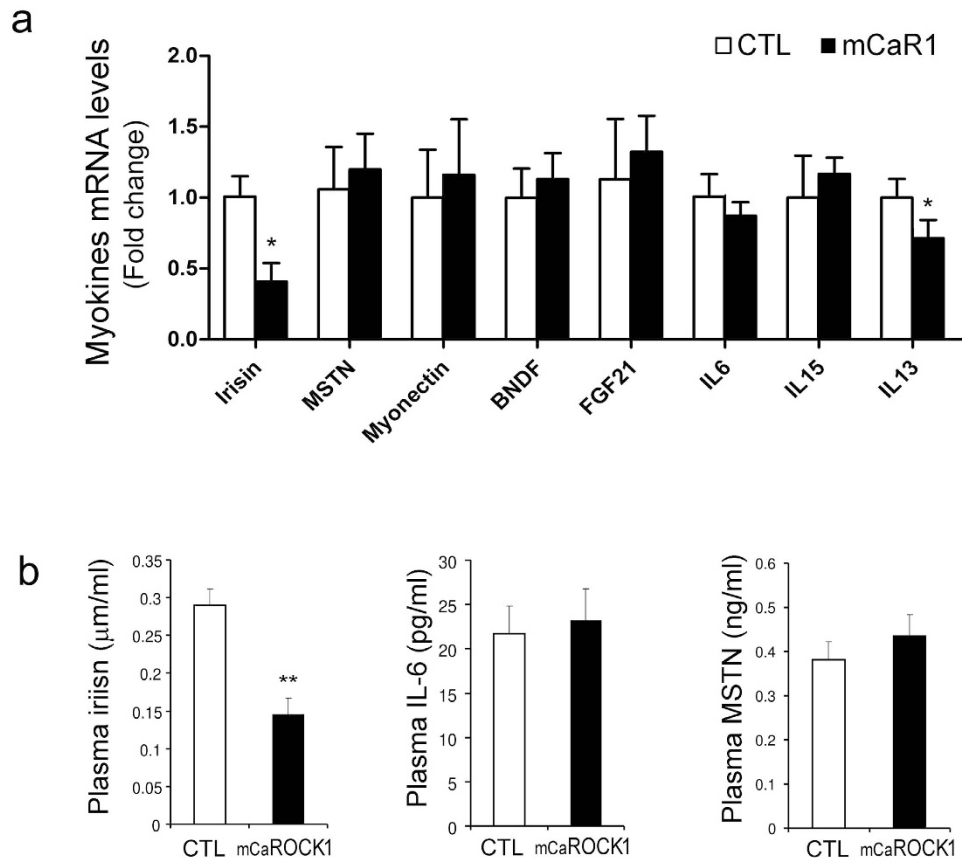 a
CTL mCaR1
Myokines mRNA levels
(Fold change)
2.0
1.5
1.0
0.5
0.0
*
*
Irisin MSTN Myonectin BNDF FGF21 IL6 IL15 IL13
b
Plasma iriisn (μm/ml)
0.35
0.3
0.25
0.2
0.15
0.1
0.05
0
**
CTL mCaROCK1
Plasma IL-6 (pg/ml)
30
25
20
15
10
5
0
CTL mCaROCK1
Plasma MSTN (ng/ml)
0.6
0.5
0.4
0.3
0.2
0.1
0
CTL mCaROCK1